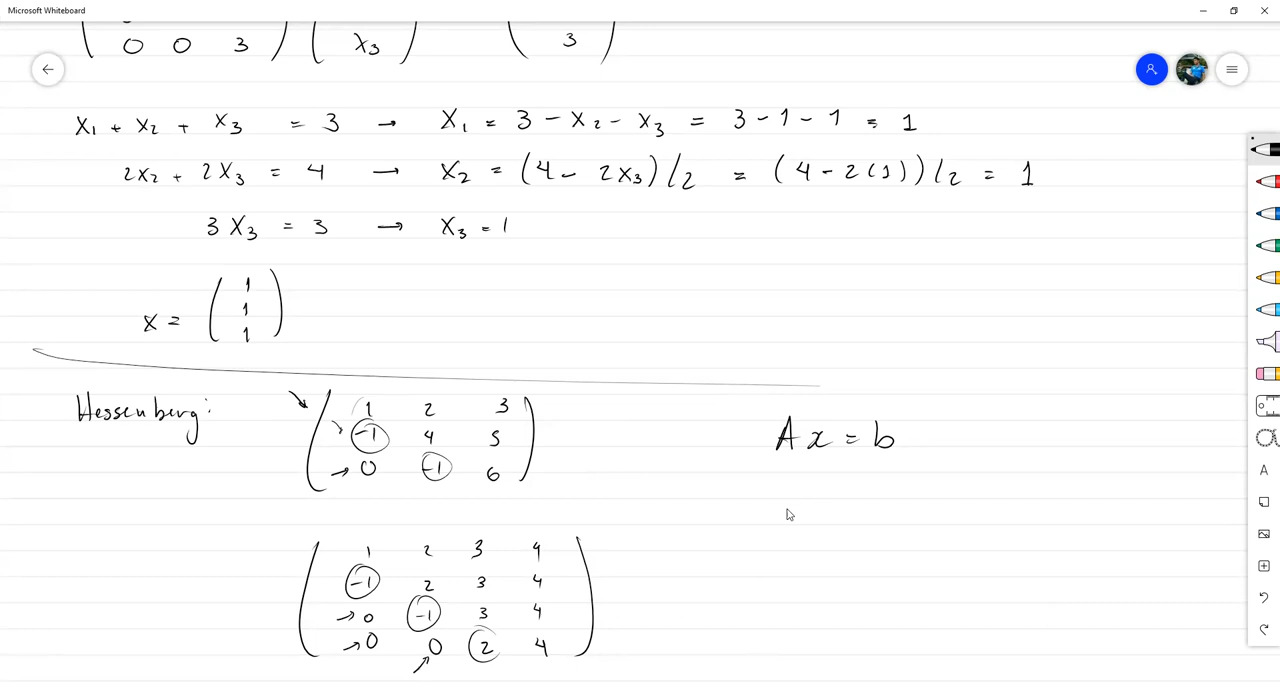 Microsoft Whiteboard
0 0 3 x3 3
x1 + x2 + x3 = 3 → x1 = 3 - x2 - x3 = 3 - 1 - 1 = 1
2x2 + 2x3 = 4 → x2 = (4 - 2x3)/2 = (4 - 2(1))/2 = 1
3x3 = 3 → x3 = 1
x = ( 1
1
1 )
Hessenberg:
1 2 3
-1 4 5
→ 0 -1 6
Ax = b
1 2 3 4
-1 2 3 4
→ 0 -1 3 4
→ 0 0 2 4
A